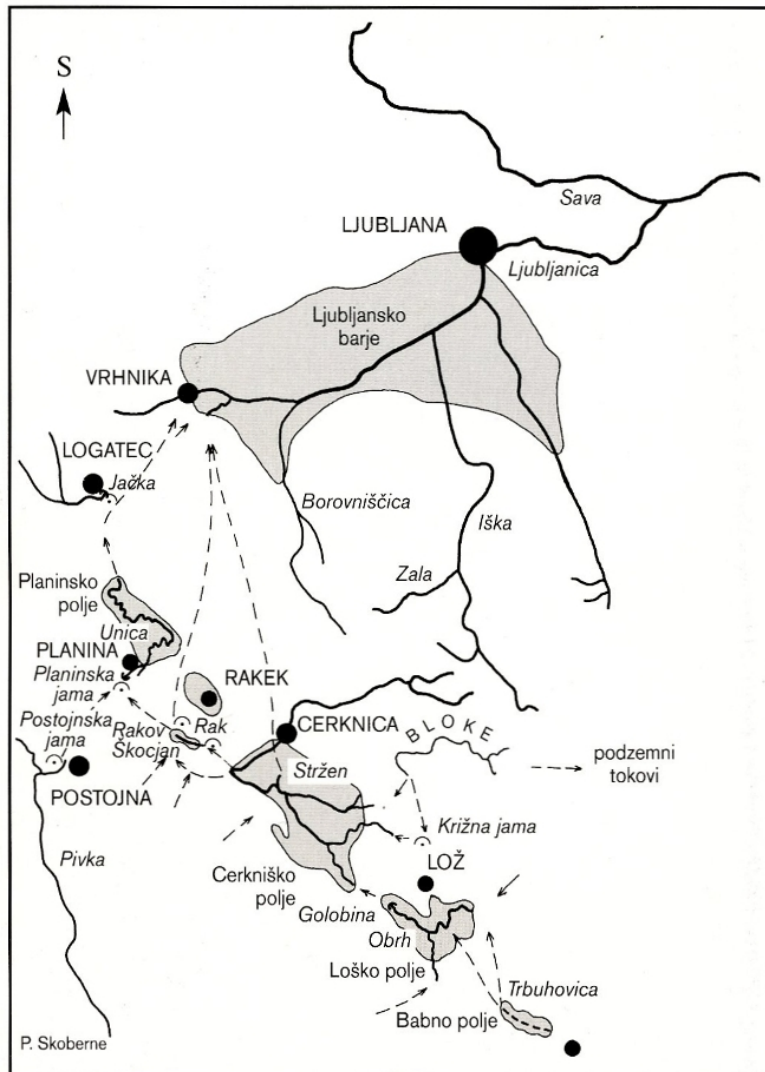 S
Sava
LJUBLJANA
Ljubljanica
Ljubljansko
barje
VRHNIKA
LOGATEC
Jačka
Borovniščica
Iška
Zala
Planinsko
polje
Unica
PLANINA
Planinska
jama
RAKEK
Postojnska
jama
Rakov
Škocjan
Rak
CERKNICA
BLOKE
podzemni
tokovi
POSTOJNA
Stržen
Križna jama
LOŽ
Pivka
Cerkniško
polje
Golobina
Obrh
Loško polje
Trbuhovica
Babno polje
P. Skoberne